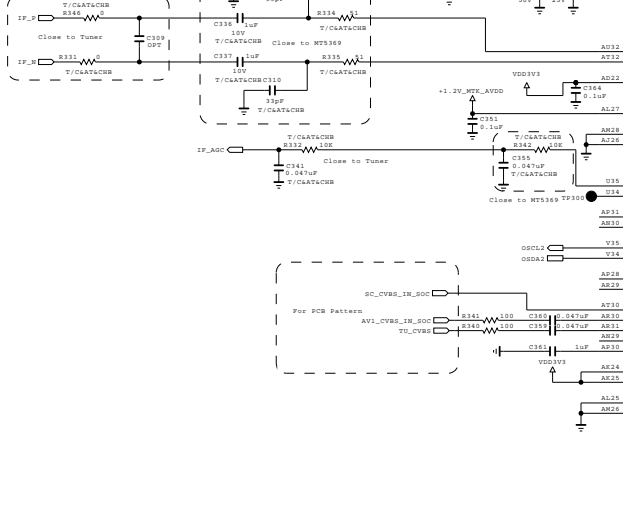 T/C&AT&CHB
IF_P
R346
0
Close to Tuner
C309
OPT
IF_N
R331
0
T/C&AT&CHB
C336
1uF
10V
T/C&AT&CHB
R334
51
T/C&AT&CHB
Close to MT5369
C337
1uF
10V
T/C&AT&CHB
R335
51
T/C&AT&CHB
C310
33pF
T/C&AT&CHB
AU32
AT32
VDD3V3
AD22
C364
0.1uF
+1.2V_MTK_AVDD
AL27
C351
0.1uF
AM28
AJ26
IF_AGC
T/C&AT&CHB
R332
10K
Close to Tuner
C341
0.047uF
T/C&AT&CHB
T/C&AT&CHB
R342
10K
C355
0.047uF
T/C&AT&CHB
Close to MT5369
TP300
U35
U34
AP31
AN30
OSCL2
V35
OSDA2
V34
AP28
AR29
SC_CVBS_IN_SOC
AT30
For PCB Pattern
AV1_CVBS_IN_SOC
R341
100
C360
0.047uF
AR30
TU_CVBS
R340
100
C359
0.047uF
AR31
AN29
C361
1uF
AP30
VDD3V3
AK24
AK25
AL25
AM26